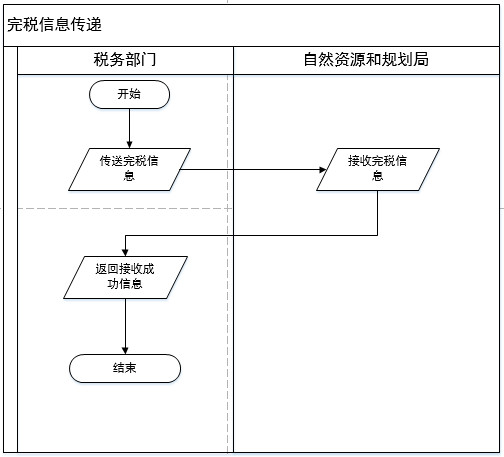 完税信息传递
税务部门
自然资源和规划局
开始
传送完税信
息
接收完税信
息
返回接收成
功信息
结束